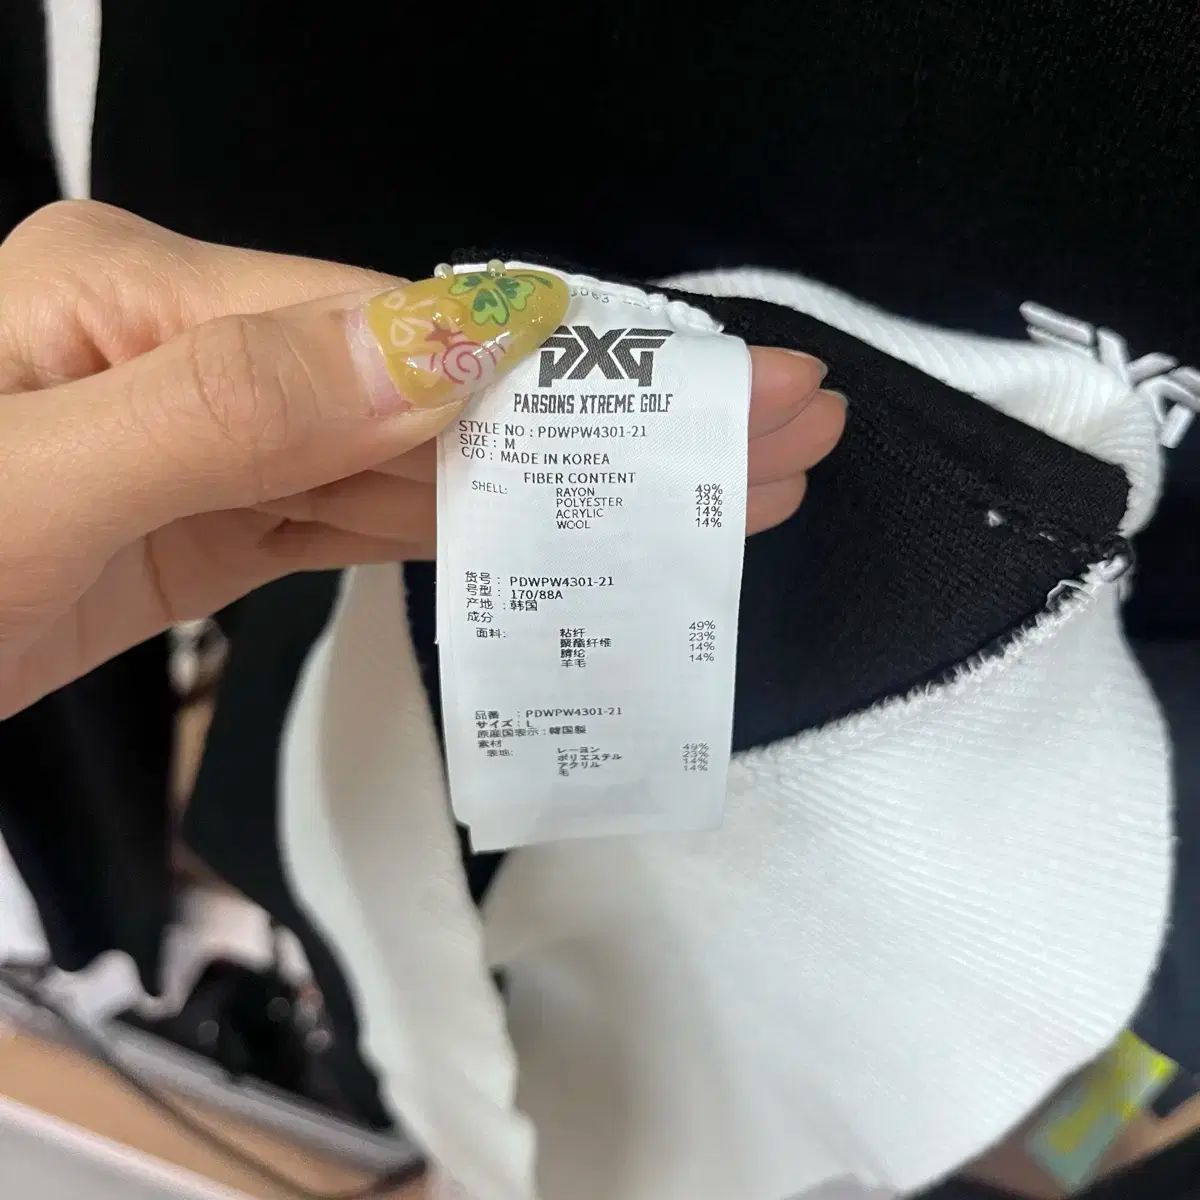 3063
PXG
PARSONS XTREME GOLF
STYLE NO : PDWPW4301-21
SIZE : M
C/O : MADE IN KOREA
FIBER CONTENT
SHELL: RAYON 49%
POLYESTER 23%
ACRYLIC 14%
WOOL 14%
货号 : PDWPW4301-21
号型 : 170/88A
产地 : 韩国
成分
面料: 粘纤 49%
聚酯纤维 23%
腈纶 14%
羊毛 14%
品番 : PDWPW4301-21
サイズ : L
原産国表示 : 韓国製
素材
表地: レーヨン 49%
ポリエステル 23%
アクリル 14%
毛 14%